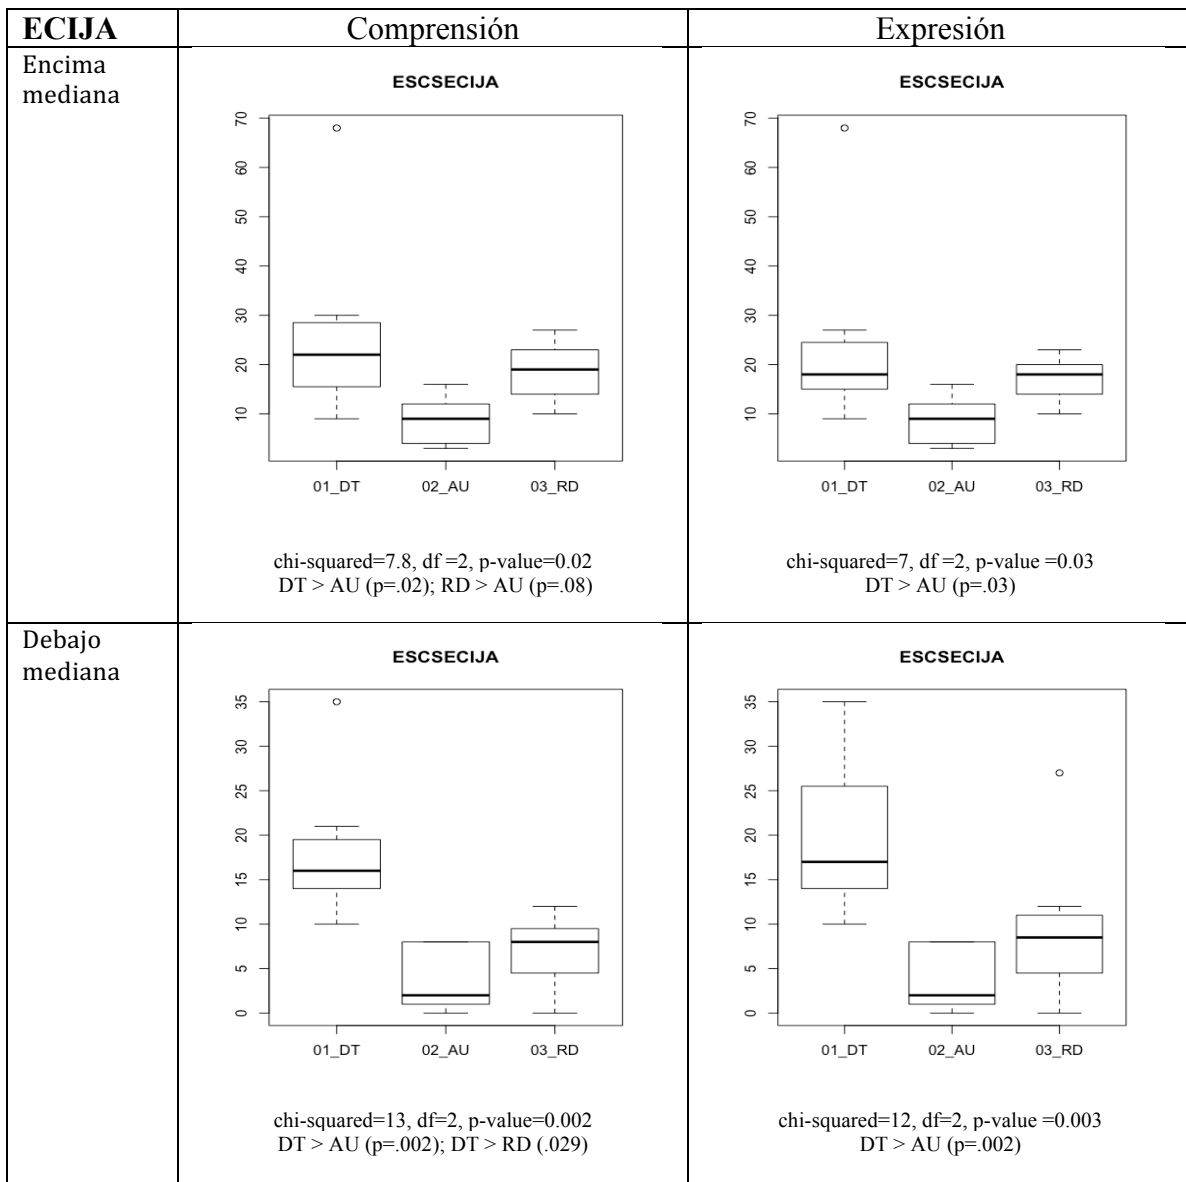 ECIJA Comprensión Expresión
Encima
mediana
ESCSECIJA
70
60
50
40
30
20
10
01_DT 02_AU 03_RD
chi-squared=7.8, df =2, p-value=0.02
DT > AU (p=.02); RD > AU (p=.08)
ESCSECIJA
70
60
50
40
30
20
10
01_DT 02_AU 03_RD
chi-squared=7, df =2, p-value =0.03
DT > AU (p=.03)
Debajo
mediana
ESCSECIJA
35
30
25
20
15
10
5
0
01_DT 02_AU 03_RD
chi-squared=13, df=2, p-value=0.002
DT > AU (p=.002); DT > RD (.029)
ESCSECIJA
35
30
25
20
15
10
5
0
01_DT 02_AU 03_RD
chi-squared=12, df=2, p-value =0.003
DT > AU (p=.002)